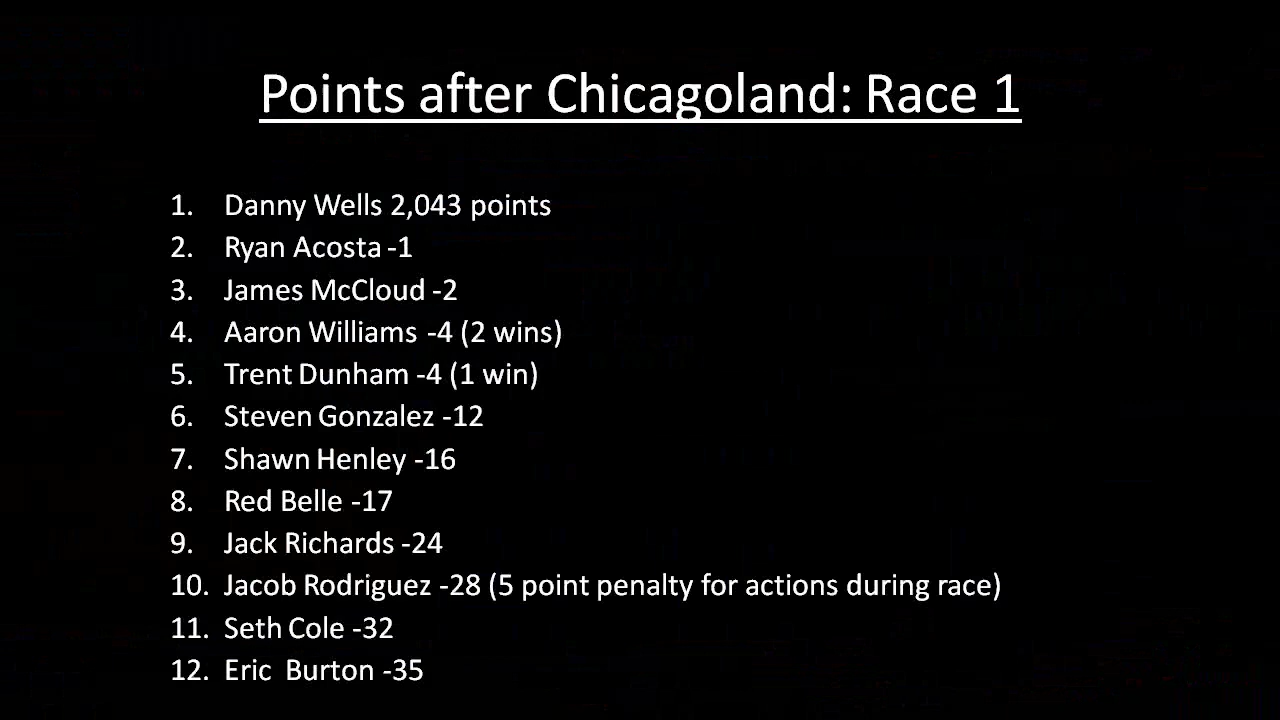 Points after Chicagoland: Race 1
1. Danny Wells 2,043 points
2. Ryan Acosta -1
3. James McCloud -2
4. Aaron Williams -4 (2 wins)
5. Trent Dunham -4 (1 win)
6. Steven Gonzalez -12
7. Shawn Henley -16
8. Red Belle -17
9. Jack Richards -24
10. Jacob Rodriguez -28 (5 point penalty for actions during race)
11. Seth Cole -32
12. Eric  Burton -35